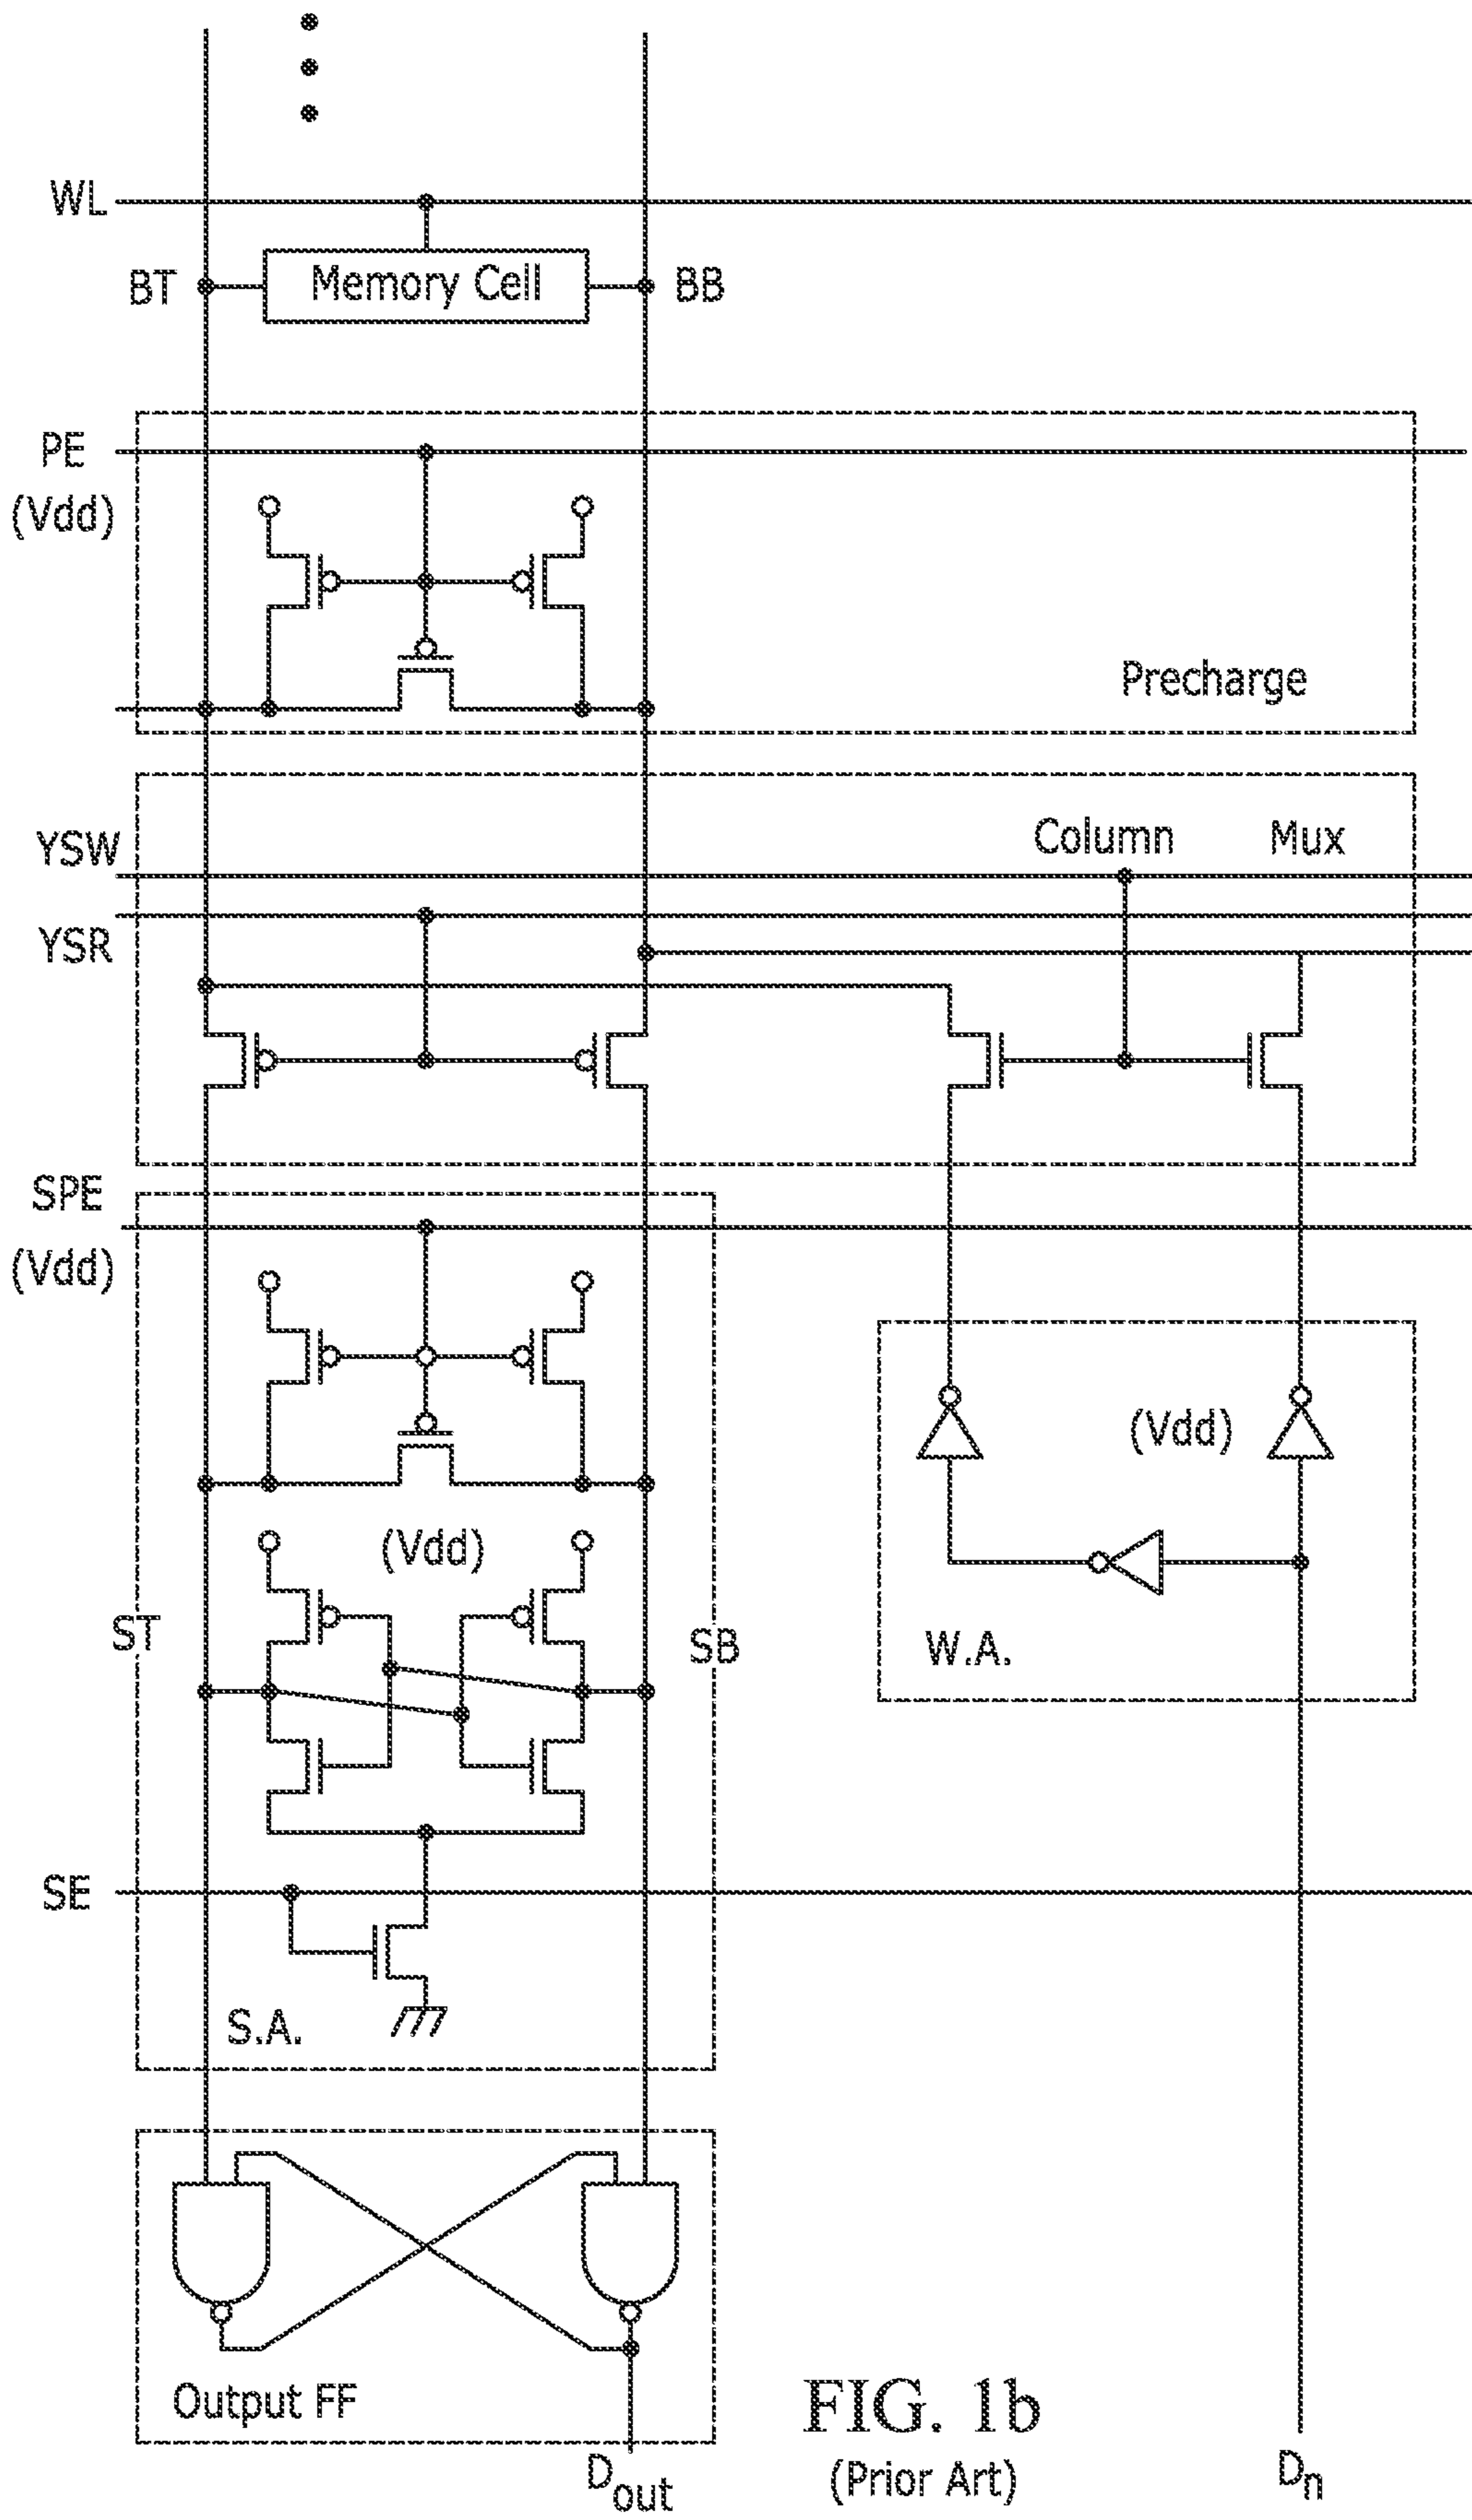 WL
BT
Memory Cell
BB
PE
(Vdd)
Precharge
YSW
Column
Mux
YSR
SPE
(Vdd)
(Vdd)
(Vdd)
ST
SB
W.A.
SE
S.A.
Output FF
FIG. 1b
(Prior Art)
Dout
Dn